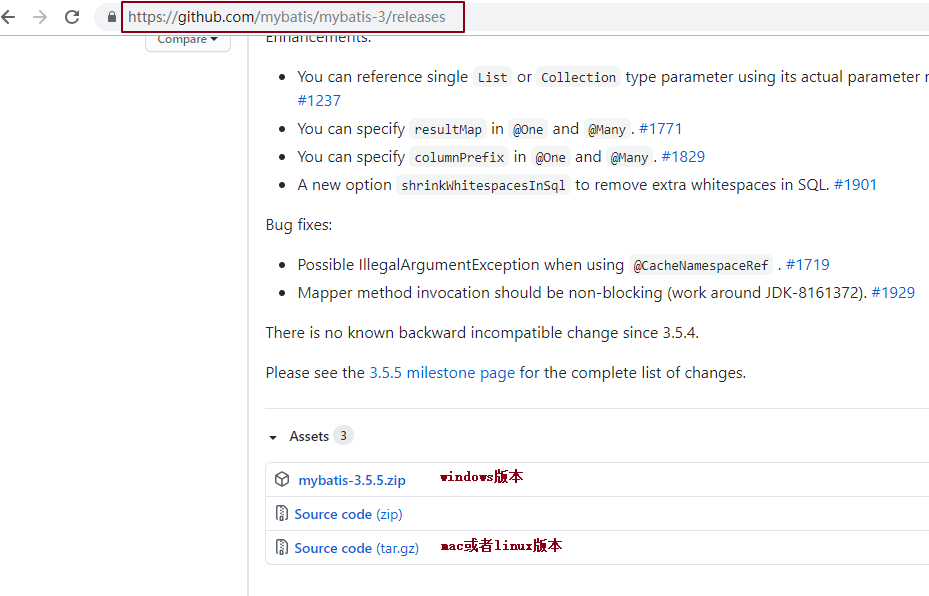 https://github.com/mybatis/mybatis-3/releases
Compare
Enhancements:
You can reference single List or Collection type parameter using its actual parameter
#1237
You can specify resultMap in @One and @Many. #1771
You can specify columnPrefix in @One and @Many. #1829
A new option shrinkWhitespacesInSql to remove extra whitespaces in SQL. #1901
Bug fixes:
Possible IllegalArgumentException when using @CacheNamespaceRef . #1719
Mapper method invocation should be non-blocking (work around JDK-8161372). #1929
There is no known backward incompatible change since 3.5.4.
Please see the 3.5.5 milestone page for the complete list of changes.
Assets 3
mybatis-3.5.5.zip windows版本
Source code (zip)
Source code (tar.gz) mac或者linux版本